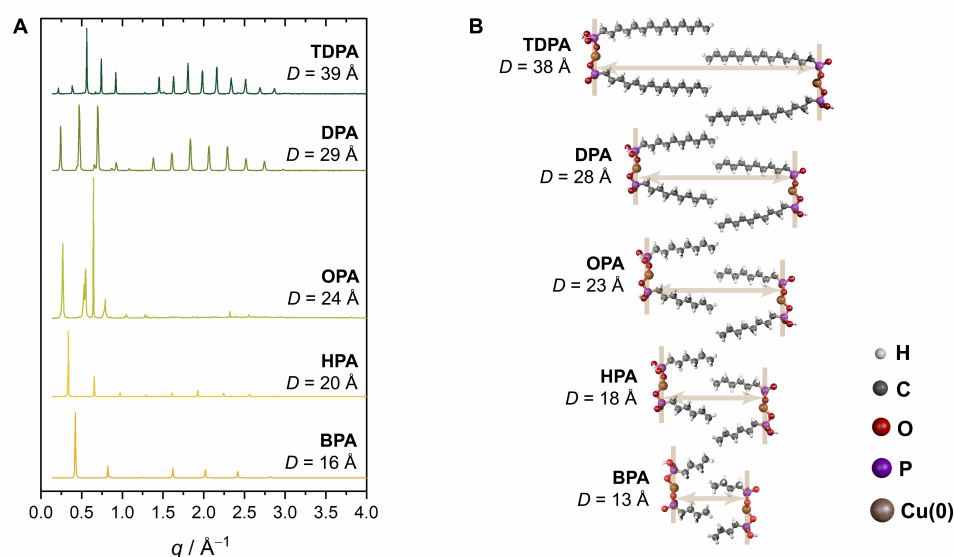 A
TDPA
D = 39 Å
DPA
D = 29 Å
OPA
D = 24 Å
HPA
D = 20 Å
BPA
D = 16 Å
0.0 0.5 1.0 1.5 2.0 2.5 3.0 3.5 4.0
q / Å⁻¹
B
TDPA
D = 38 Å
DPA
D = 28 Å
OPA
D = 23 Å
HPA
D = 18 Å
BPA
D = 13 Å
H
C
O
P
Cu(0)